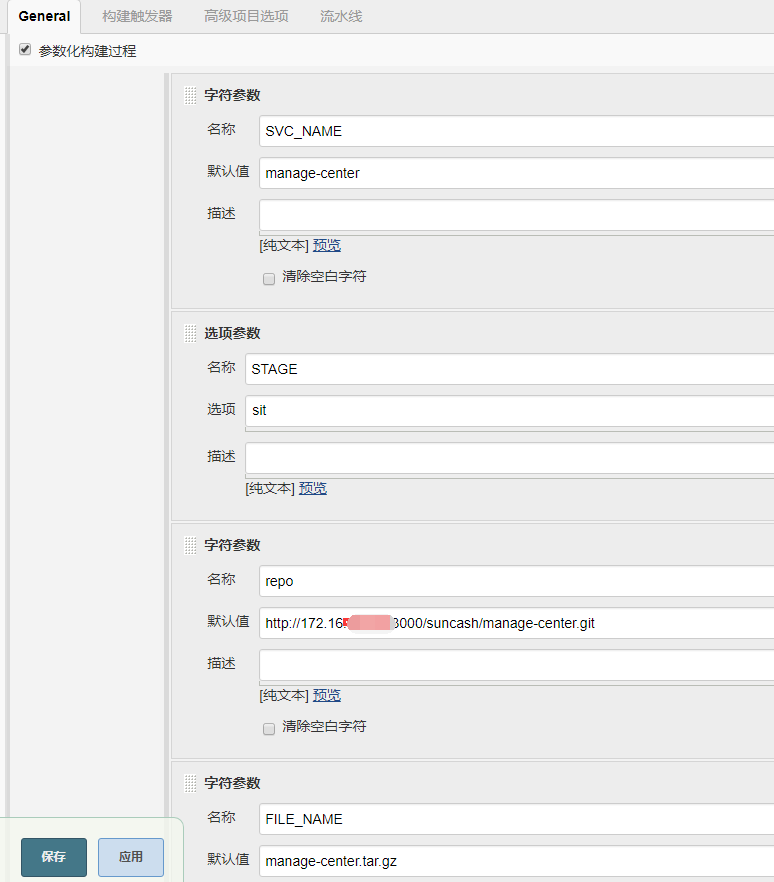 General 构建触发器 高级项目选项 流水线
参数化构建过程
字符参数
名称 SVC_NAME
默认值 manage-center
描述
[纯文本] 预览
清除空白字符
选项参数
名称 STAGE
选项 sit
描述
[纯文本] 预览
字符参数
名称 repo
默认值 http://172.16 3000/suncash/manage-center.git
描述
[纯文本] 预览
清除空白字符
字符参数
名称 FILE_NAME
默认值 manage-center.tar.gz
保存 应用